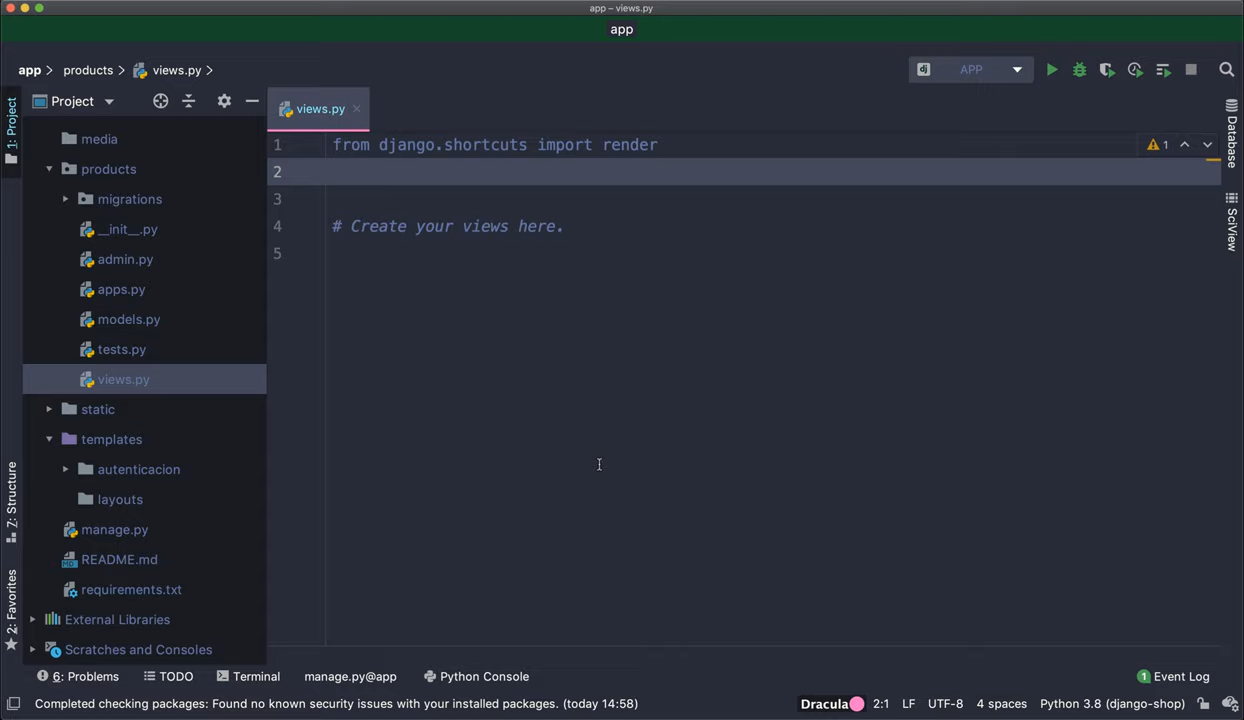 app – views.py
app
app
products
views.py
APP
1: Project
Project
views.py
Database
SciView
media
products
migrations
__init__.py
admin.py
apps.py
models.py
tests.py
views.py
static
templates
autenticacion
layouts
manage.py
README.md
requirements.txt
External Libraries
Scratches and Consoles
1 from django.shortcuts import render
1
2
3
4 # Create your views here.
5
Z: Structure
2: Favorites
6: Problems
TODO
Terminal
manage.py@app
Python Console
1 Event Log
Completed checking packages: Found no known security issues with your installed packages. (today 14:58)
Dracula
2:1
LF
UTF-8
4 spaces
Python 3.8 (django-shop)